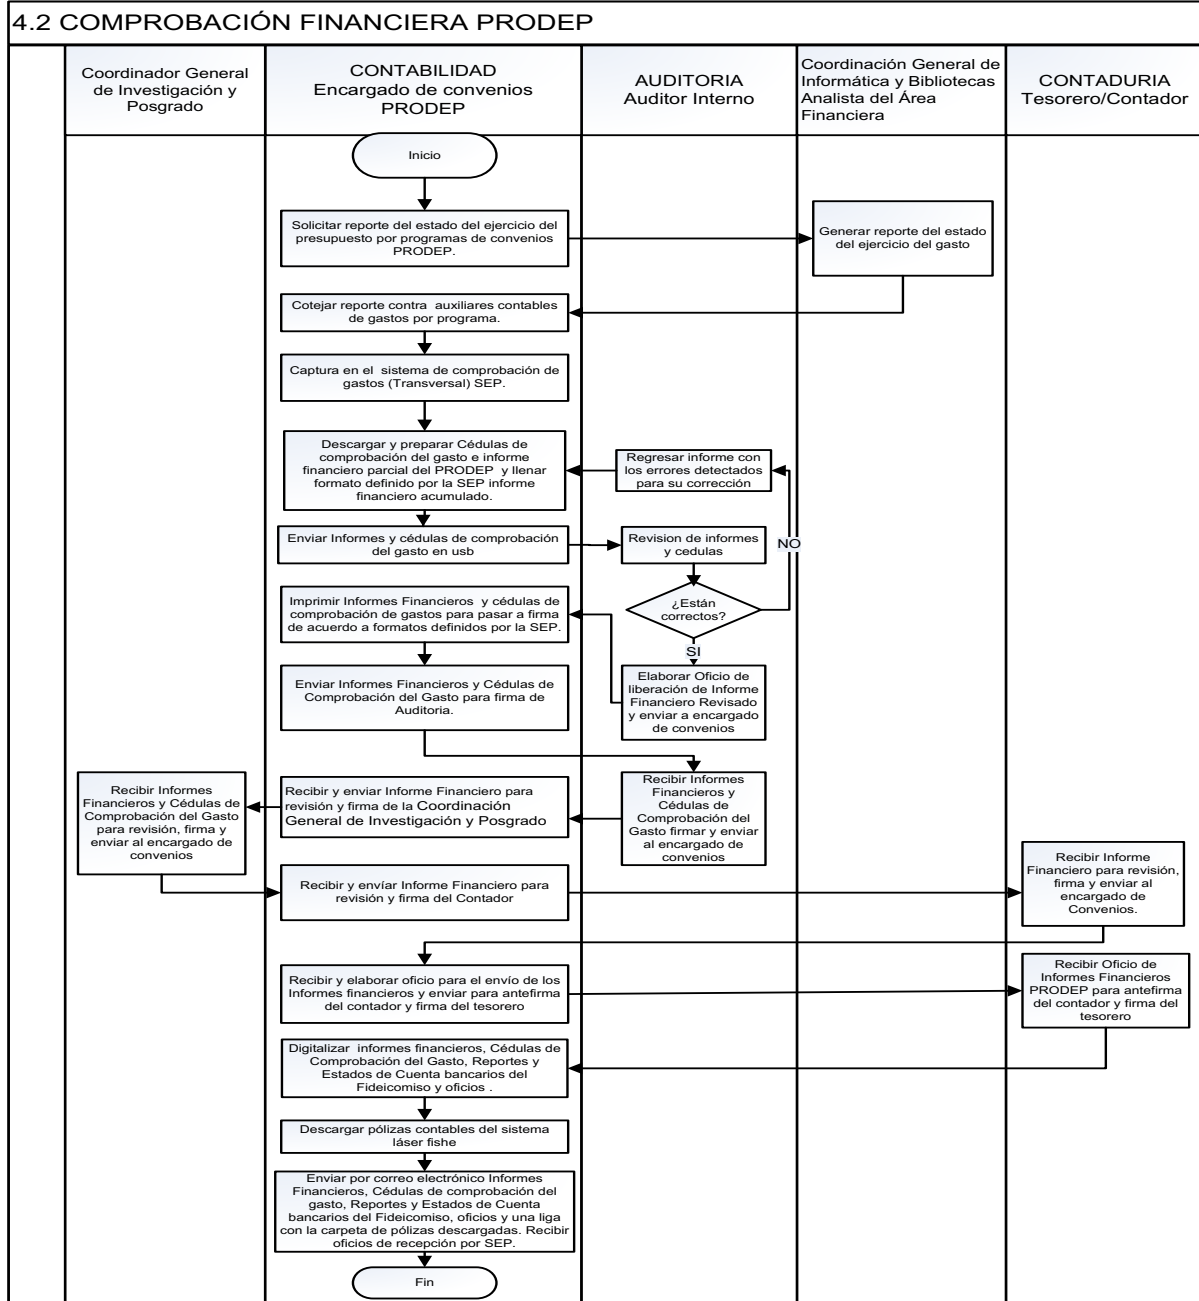 4.2 COMPROBACIÓN FINANCIERA PRODEP
Coordinador General
de Investigación y
Posgrado
CONTABILIDAD
Encargado de convenios
PRODEP
AUDITORIA
Auditor Interno
Coordinación General de
Informática y Bibliotecas
Analista del Área
Financiera
CONTADURIA
Tesorero/Contador
Inicio
Solicitar reporte del estado del ejercicio del
presupuesto por programas de convenios
PRODEP.
Generar reporte del estado
del ejercicio del gasto
Cotejar reporte contra auxiliares contables
de gastos por programa.
Captura en el sistema de comprobación de
gastos (Transversal) SEP.
Descargar y preparar Cédulas de
comprobación del gasto e informe
financiero parcial del PRODEP y llenar
formato definido por la SEP informe
financiero acumulado.
Regresar informe con
los errores detectados
para su corrección
Enviar Informes y cédulas de comprobación
del gasto en usb
Revision de informes
y cedulas
NO
¿Están
correctos?
SI
Imprimir Informes Financieros y cédulas de
comprobación de gastos para pasar a firma
de acuerdo a formatos definidos por la SEP.
Elaborar Oficio de
liberación de Informe
Financiero Revisado
y enviar a encargado
de convenios
Enviar Informes Financieros y Cédulas de
Comprobación del Gasto para firma de
Auditoria.
Recibir Informes
Financieros y
Cédulas de
Comprobación del
Gasto firmar y enviar
al encargado de
convenios
Recibir y enviar Informe Financiero para
revisión y firma de la Coordinación
General de Investigación y Posgrado
Recibir Informes
Financieros y Cédulas de
Comprobación del Gasto
para revisión, firma y
enviar al encargado de
convenios
Recibir y envíar Informe Financiero para
revisión y firma del Contador
Recibir Informe
Financiero para revisión,
firma y enviar al
encargado de
Convenios.
Recibir y elaborar oficio para el envío de los
Informes financieros y enviar para antefirma
del contador y firma del tesorero
Recibir Oficio de
Informes Financieros
PRODEP para antefirma
del contador y firma del
tesorero
Digitalizar informes financieros, Cédulas de
Comprobación del Gasto, Reportes y
Estados de Cuenta bancarios del
Fideicomiso y oficios .
Descargar pólizas contables del sistema
láser fishe
Enviar por correo electrónico Informes
Financieros, Cédulas de comprobación del
gasto, Reportes y Estados de Cuenta
bancarios del Fideicomiso, oficios y una liga
con la carpeta de pólizas descargadas. Recibir
oficios de recepción por SEP.
Fin